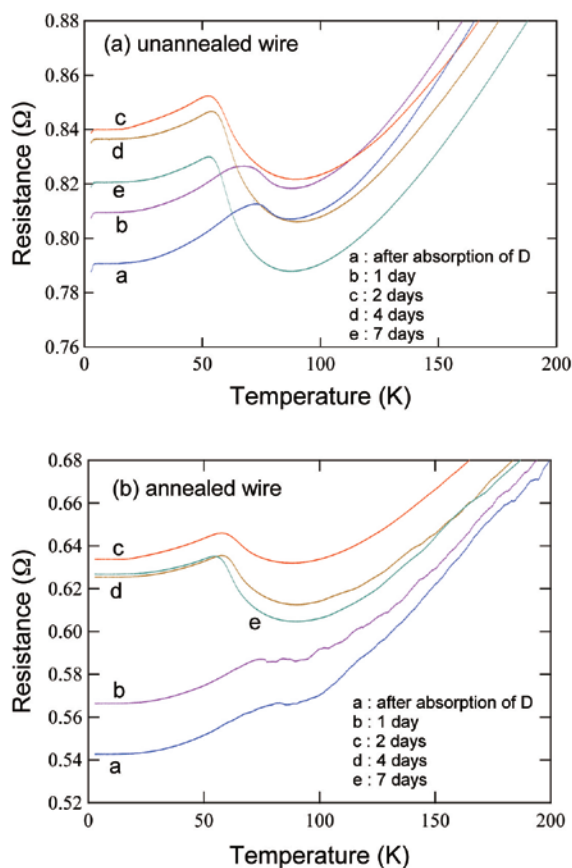 (a) unannealed wire
0.88
0.86
0.84
0.82
0.80
0.78
0.76
Resistance (Ω)
c
d
e
b
a
a : after absorption of D
b : 1 day
c : 2 days
d : 4 days
e : 7 days
0 50 100 150 200
Temperature (K)
(b) annealed wire
0.68
0.66
0.64
0.62
0.60
0.58
0.56
0.54
0.52
Resistance (Ω)
c
d
e
b
a
a : after absorption of D
b : 1 day
c : 2 days
d : 4 days
e : 7 days
0 50 100 150 200
Temperature (K)